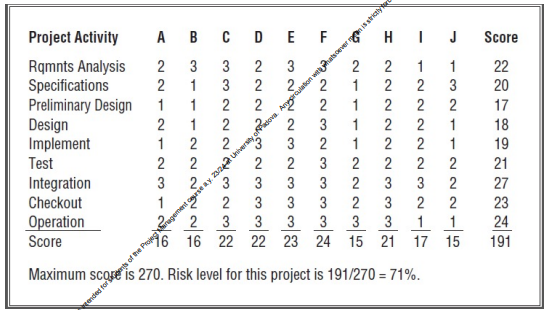 Project Activity A B C D E F G H I J Score
Rqmnts Analysis 2 3 3 2 3 3 2 2 1 1 22
Specifications 2 1 3 2 2 2 1 2 2 3 20
Preliminary Design 1 1 2 2 2 2 1 2 2 2 17
Design 2 1 2 2 2 3 1 2 2 1 18
Implement 1 2 2 3 3 2 1 2 2 1 19
Test 2 2 2 2 2 3 2 2 2 2 21
Integration 3 2 3 3 3 3 2 3 3 2 27
Checkout 1 2 2 3 3 3 2 3 2 2 23
Operation 2 2 3 3 3 3 3 3 1 1 24
Score 16 16 22 22 23 24 15 21 17 15 191
Maximum score is 270. Risk level for this project is 191/270 = 71%.
students of the Project Management course a.y. 23/24 at University of Padova. Any circulation with whatsoever mean is strictly